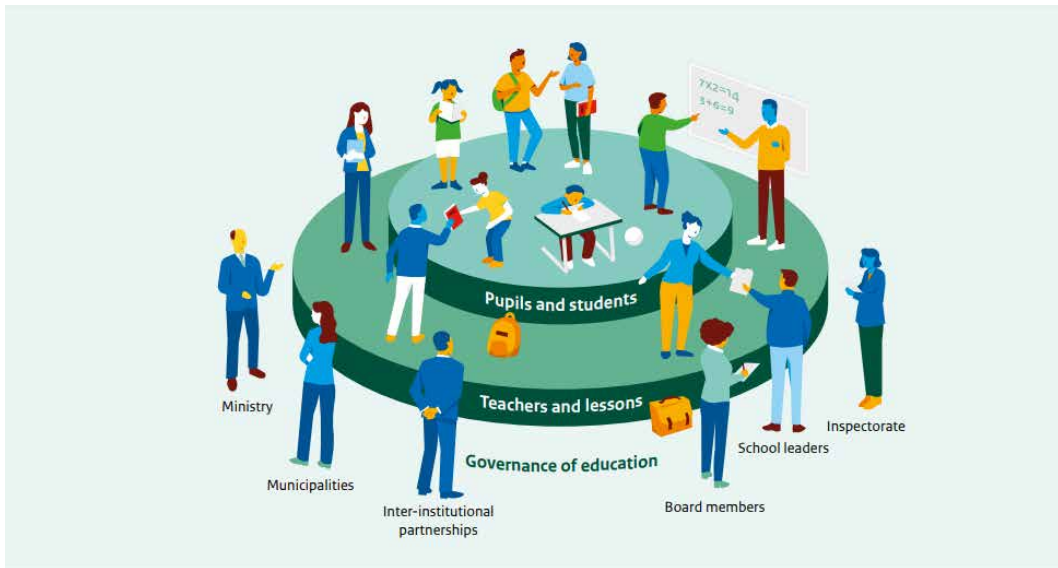 7x2=14
3+6=9
Pupils and students
Teachers and lessons
Governance of education
Ministry
Municipalities
Inter-institutional
partnerships
Board members
School leaders
Inspectorate